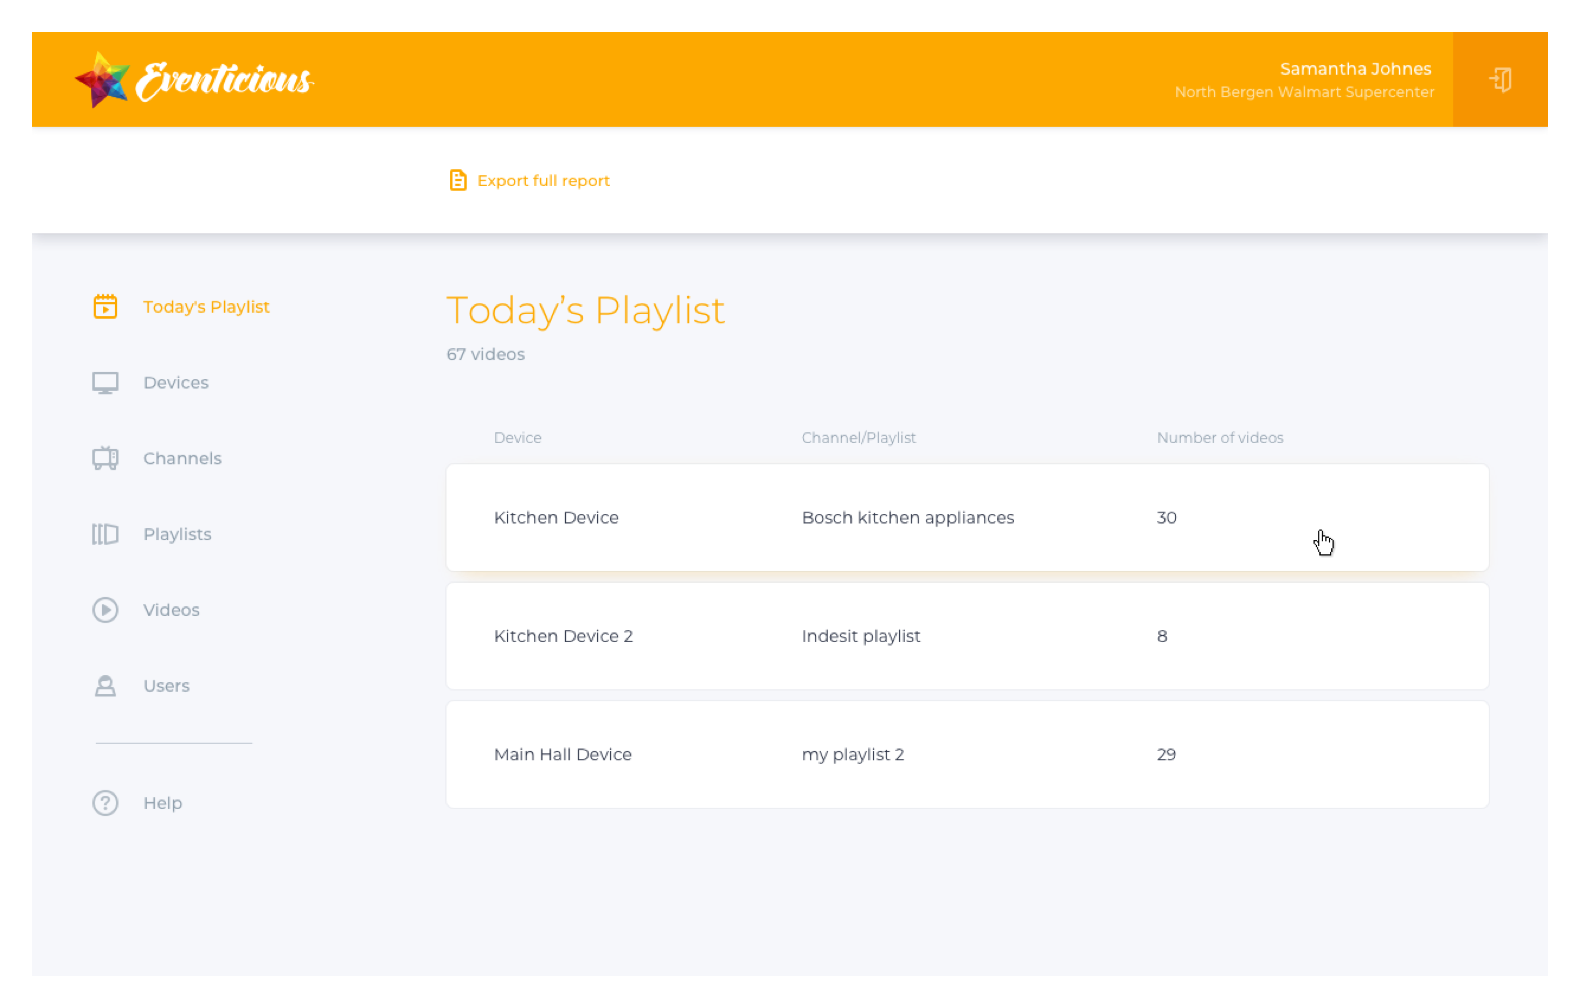 Eventicious
Samantha Johnes
North Bergen Walmart Supercenter
Export full report
Today's Playlist
Devices
Channels
Playlists
Videos
Users
Help
Today’s Playlist
67 videos
Device Channel/Playlist Number of videos
Kitchen Device Bosch kitchen appliances 30
Kitchen Device 2 Indesit playlist 8
Main Hall Device my playlist 2 29